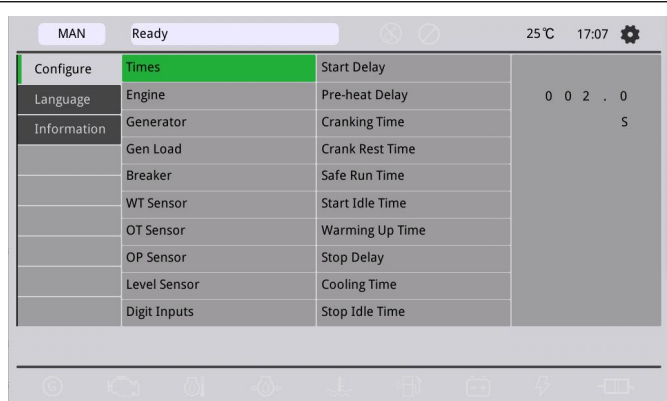 MAN Ready 25℃ 17:07
Configure Times Start Delay
Language Engine Pre-heat Delay 0 0 2 . 0
Information Generator Cranking Time S
Gen Load Crank Rest Time
Breaker Safe Run Time
WT Sensor Start Idle Time
OT Sensor Warming Up Time
OP Sensor Stop Delay
Level Sensor Cooling Time
Digit Inputs Stop Idle Time
G